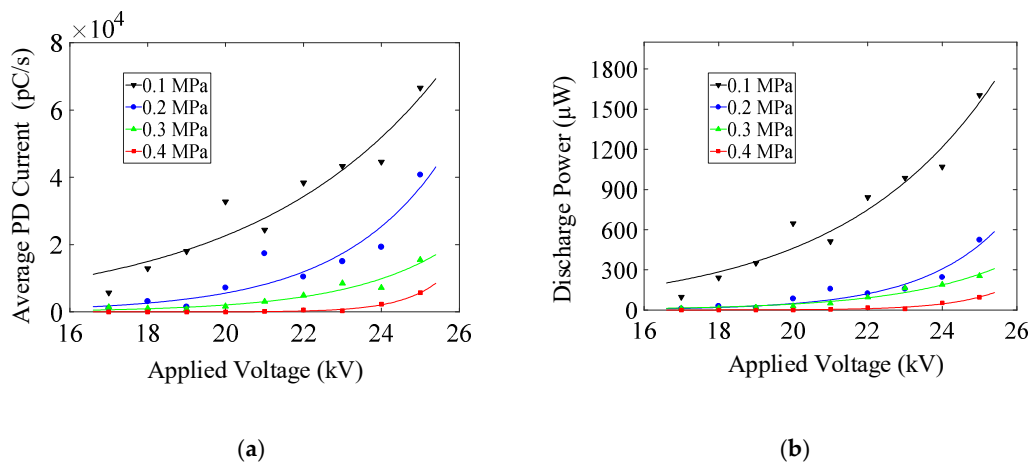 ×10⁴
8
6
4
2
0
16 18 20 22 24 26
Average PD Current (pC/s)
Applied Voltage (kV)
0.1 MPa
0.2 MPa
0.3 MPa
0.4 MPa
(a)
1800
1500
1200
900
600
300
0
16 18 20 22 24 26
Discharge Power (μW)
Applied Voltage (kV)
0.1 MPa
0.2 MPa
0.3 MPa
0.4 MPa
(b)